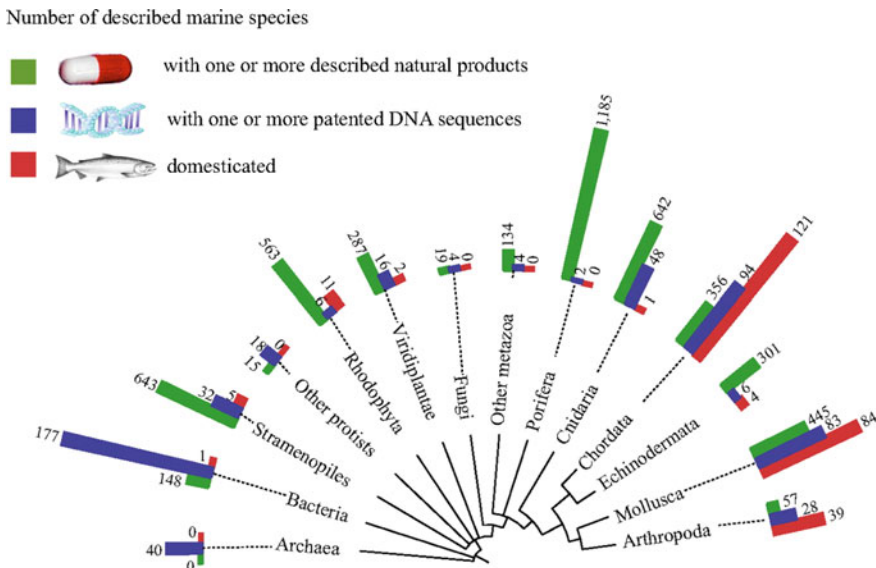 Number of described marine species
with one or more described natural products
with one or more patented DNA sequences
domesticated
0
40
0
Archaea
177
1
148
Bacteria
643
32
5
Stramenopiles
18
0
15
Other protists
563
11
6
Rhodophyta
287
16
2
Viridiplantae
19
4
0
Fungi
134
4
0
Other metazoa
1,185
2
0
Porifera
642
48
1
Cnidaria
356
94
121
Chordata
301
6
4
Echinodermata
445
83
84
Mollusca
57
28
39
Arthropoda